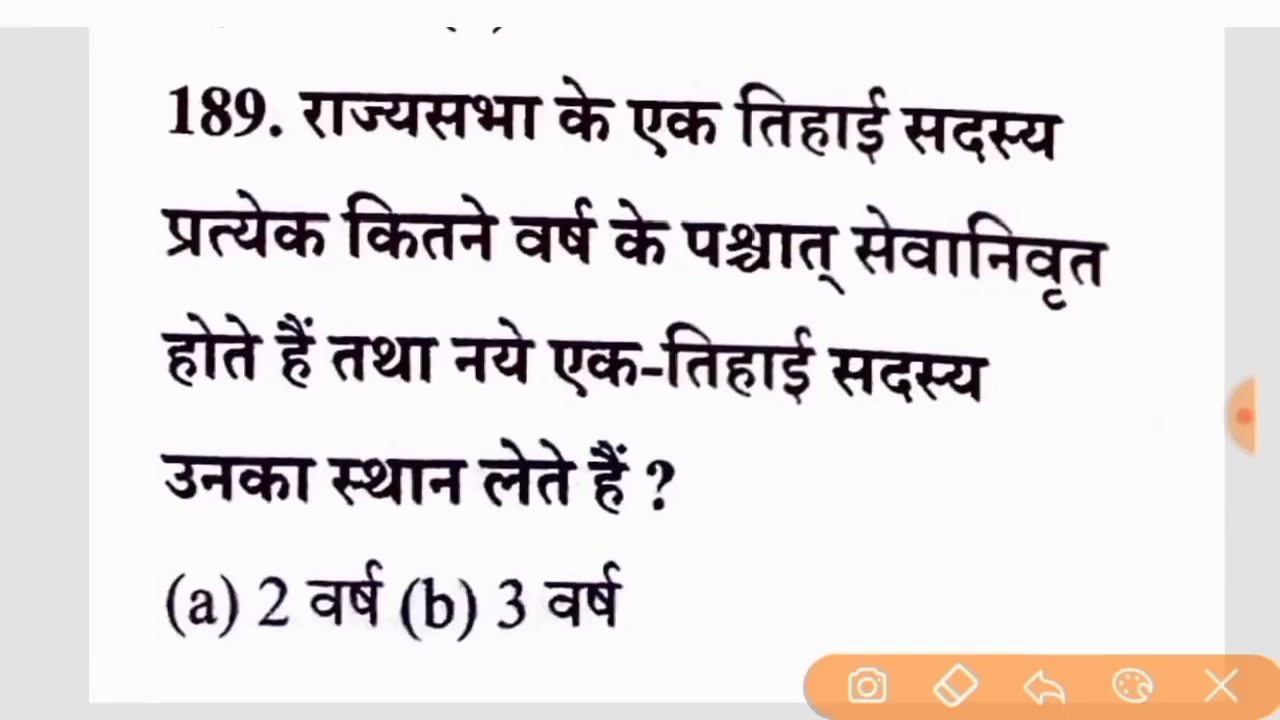 189. राज्यसभा के एक तिहाई सदस्य
प्रत्येक कितने वर्ष के पश्चात् सेवानिवृत
होते हैं तथा नये एक-तिहाई सदस्य
उनका स्थान लेते हैं ?
(a) 2 वर्ष (b) 3 वर्ष